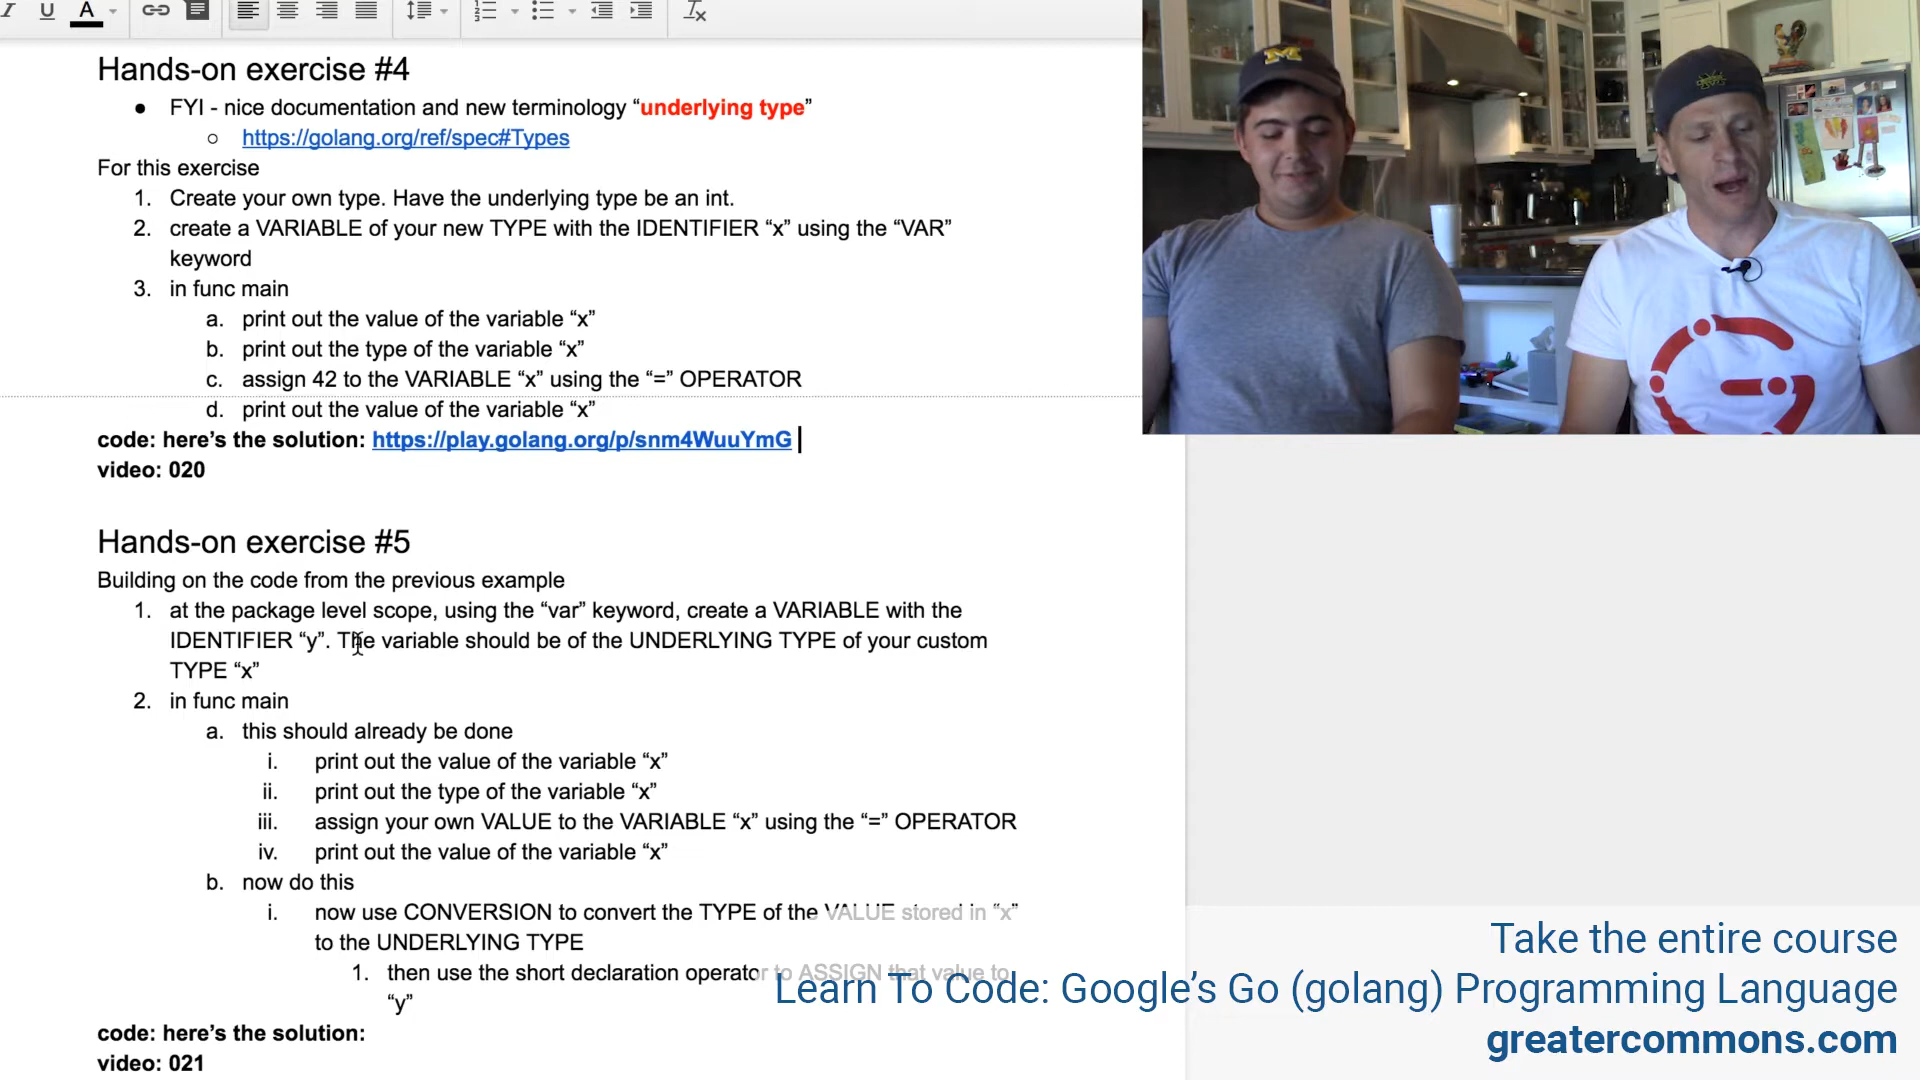 Hands-on exercise #4
● FYI - nice documentation and new terminology “underlying type”
○ https://golang.org/ref/spec#Types
For this exercise
1. Create your own type. Have the underlying type be an int.
2. create a VARIABLE of your new TYPE with the IDENTIFIER “x” using the “VAR”
keyword
3. in func main
a. print out the value of the variable “x”
b. print out the type of the variable “x”
c. assign 42 to the VARIABLE “x” using the “=” OPERATOR
d. print out the value of the variable “x”
code: here’s the solution: https://play.golang.org/p/snm4WuuYmG
video: 020
Hands-on exercise #5
Building on the code from the previous example
1. at the package level scope, using the “var” keyword, create a VARIABLE with the
IDENTIFIER “y”. The variable should be of the UNDERLYING TYPE of your custom
TYPE “x”
2. in func main
a. this should already be done
i. print out the value of the variable “x”
ii. print out the type of the variable “x”
iii. assign your own VALUE to the VARIABLE “x” using the “=” OPERATOR
iv. print out the value of the variable “x”
b. now do this
i. now use CONVERSION to convert the TYPE of the VALUE stored in “x”
to the UNDERLYING TYPE
1. then use the short declaration operator to ASSIGN that value to
“y”
code: here’s the solution:
video: 021
M
Take the entire course
Learn To Code: Google’s Go (golang) Programming Language
greatercommons.com